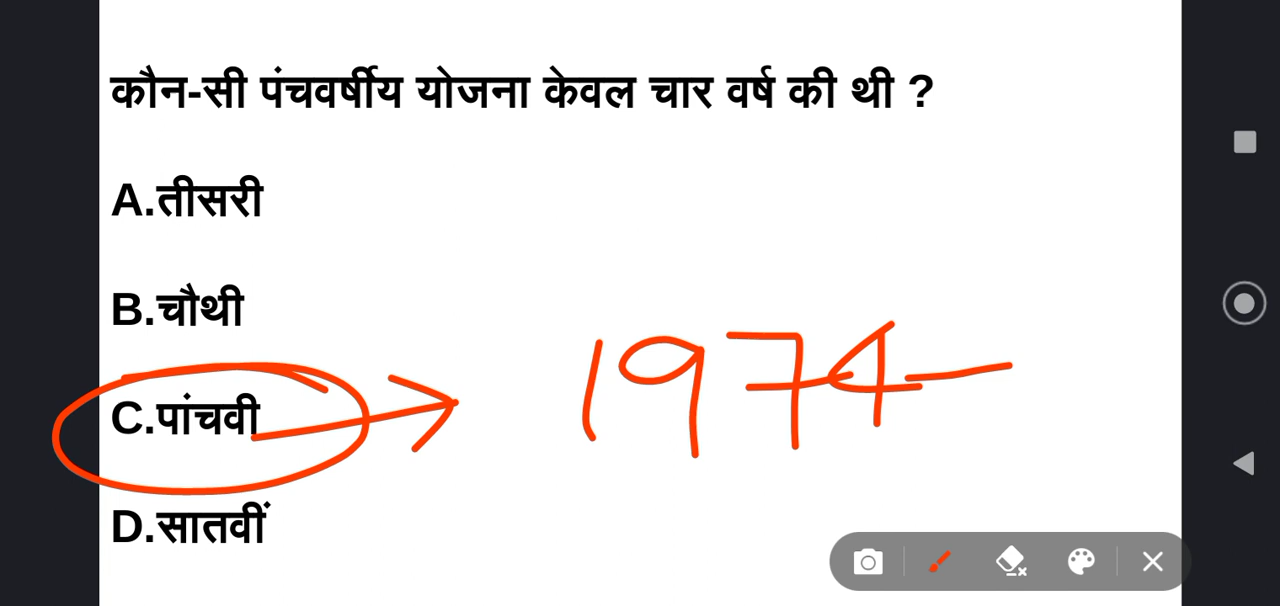 कौन-सी पंचवर्षीय योजना केवल चार वर्ष की थी ?
A.तीसरी
B.चौथी
C.पांचवी
1974-
D.सातवीं